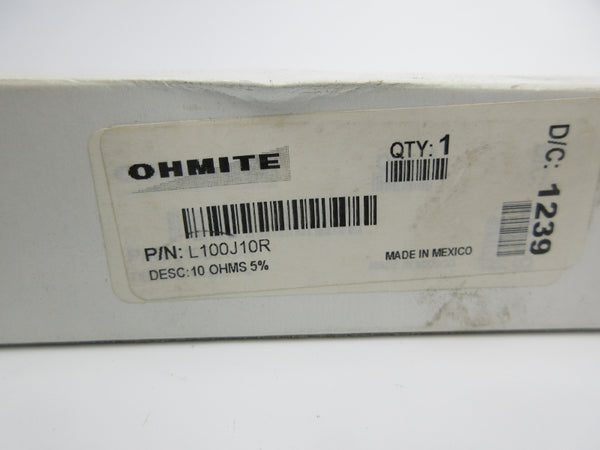 OHMITE
QTY: 1
P/N: L100J10R
DESC:10 OHMS 5%
MADE IN MEXICO
D/C: 1239